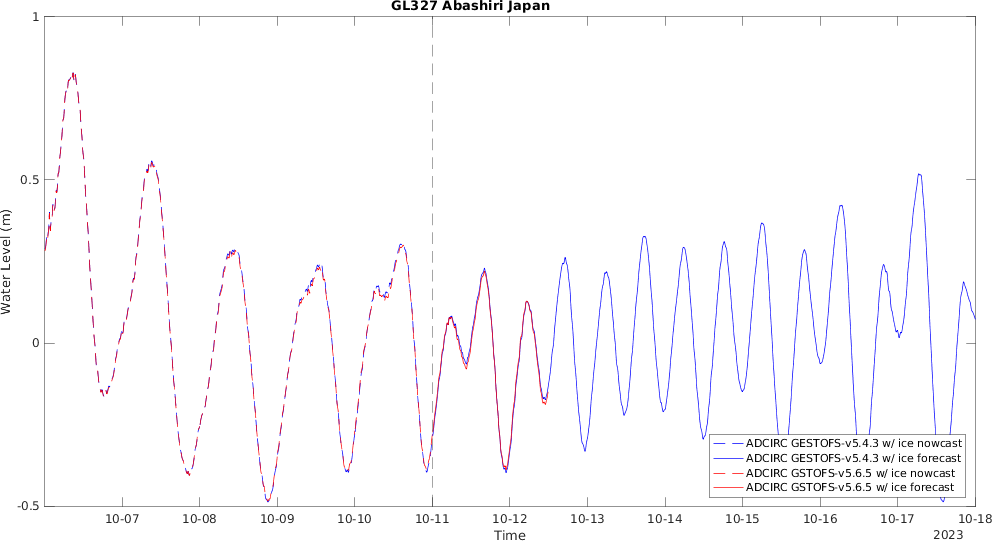 GL327 Abashiri Japan
1
0.5
0
-0.5
Water Level (m)
10-07 10-08 10-09 10-10 10-11 10-12 10-13 10-14 10-15 10-16 10-17 10-18
Time
2023
ADCIRC GESTOFS-v5.4.3 w/ ice nowcast
ADCIRC GESTOFS-v5.4.3 w/ ice forecast
ADCIRC GSTOFS-v5.6.5 w/ ice nowcast
ADCIRC GSTOFS-v5.6.5 w/ ice forecast